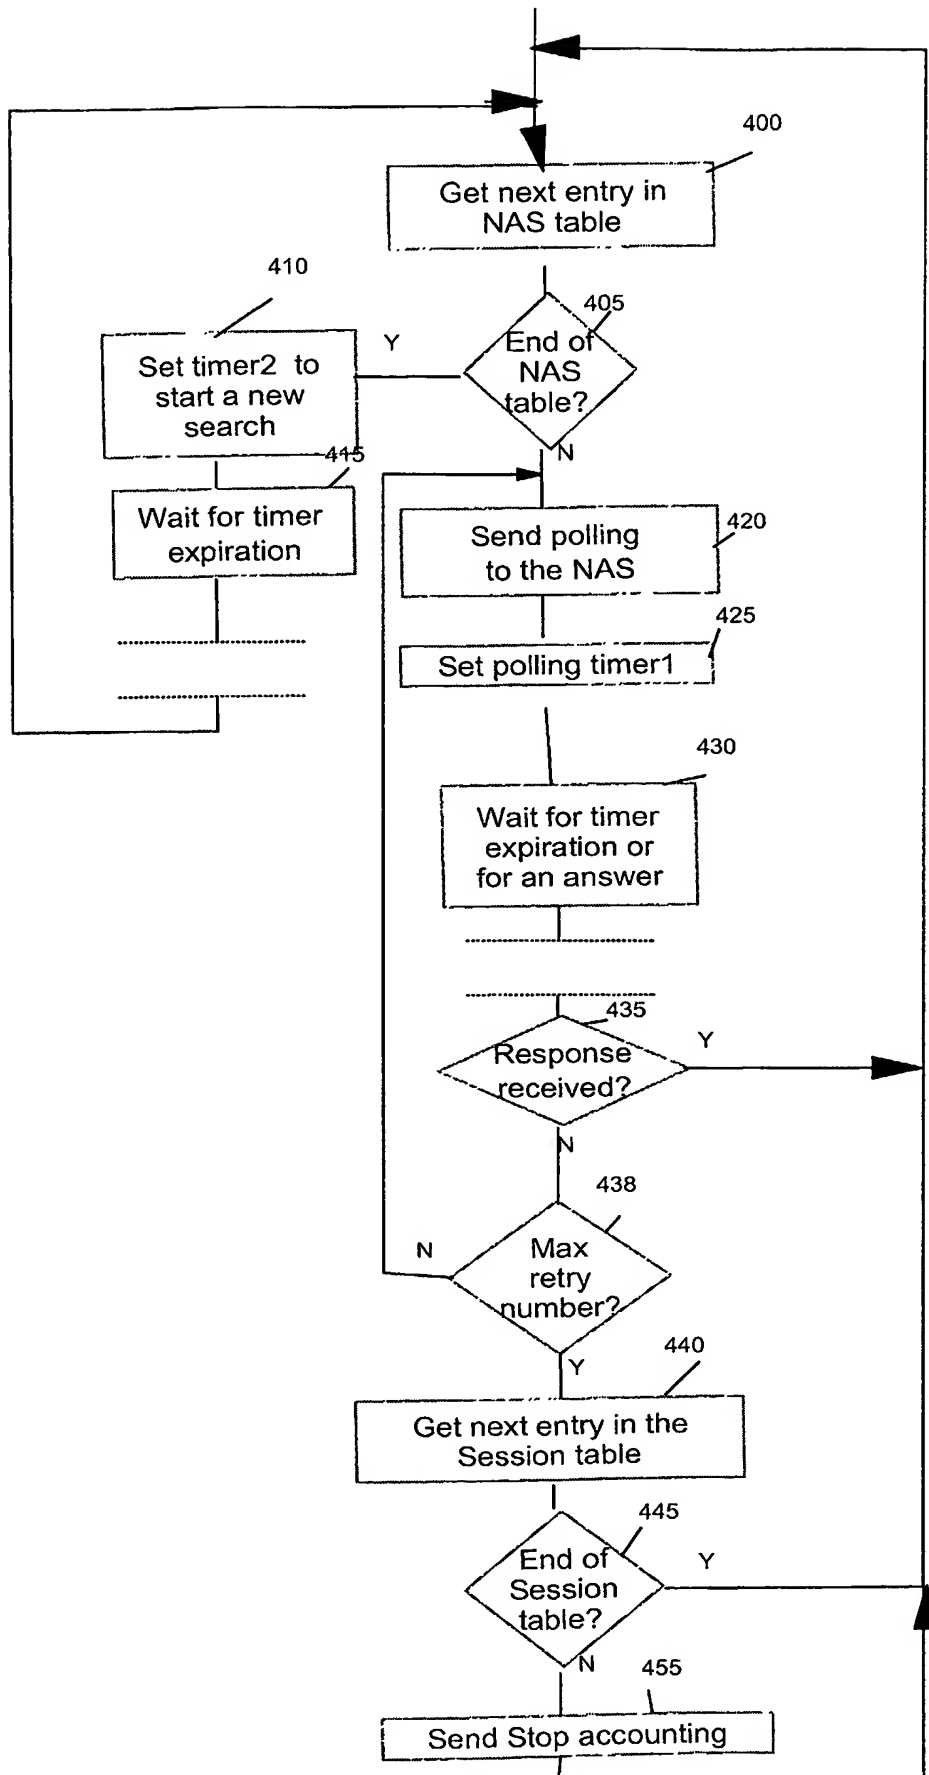 400
Get next entry in
NAS table
410
405
Y
End of
NAS
table?
Set timer2 to
start a new
search
N
415
Wait for timer
expiration
Send polling
to the NAS
420
425
Set polling timer1
430
Wait for timer
expiration or
for an answer
435
Y
Response
received?
N
438
N
Max
retry
number?
Y
440
Get next entry in the
Session table
445
Y
End of
Session
table?
N
455
Send Stop accounting